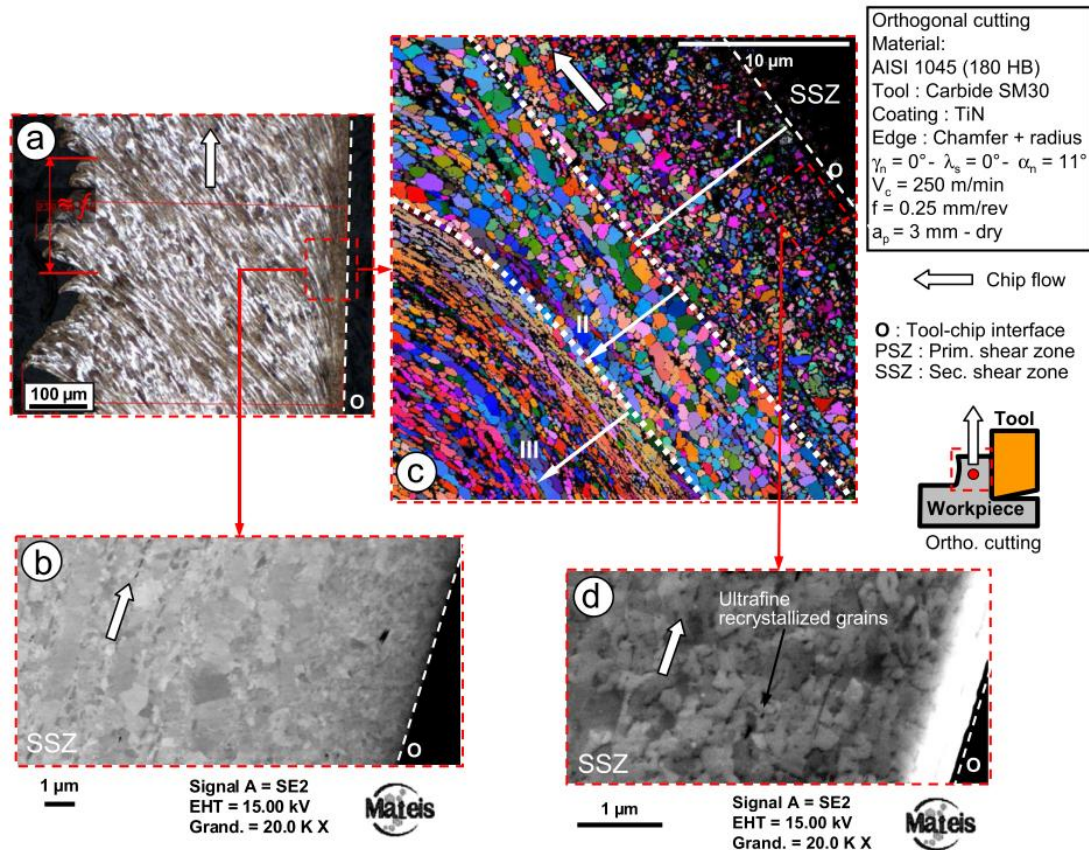 a
≈ f
100 µm
O
10 µm
SSZ
I
O
II
III
c
Orthogonal cutting
Material:
AISI 1045 (180 HB)
Tool : Carbide SM30
Coating : TiN
Edge : Chamfer + radius
γn = 0° - λs = 0° - αn = 11°
Vc = 250 m/min
f = 0.25 mm/rev
ap = 3 mm - dry
Chip flow
O : Tool-chip interface
PSZ : Prim. shear zone
SSZ : Sec. shear zone
Tool
Workpiece
Ortho. cutting
b
SSZ
O
1 µm
Signal A = SE2
EHT = 15.00 kV
Grand. = 20.0 K X
Mateis
d
Ultrafine
recrystallized grains
SSZ
O
1 µm
Signal A = SE2
EHT = 15.00 kV
Grand. = 20.0 K X
Mateis